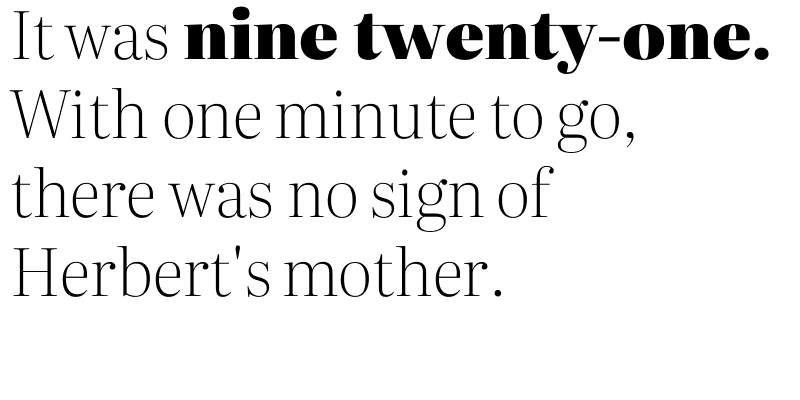 It was nine twenty-one.
With one minute to go,
there was no sign of
Herbert's mother.